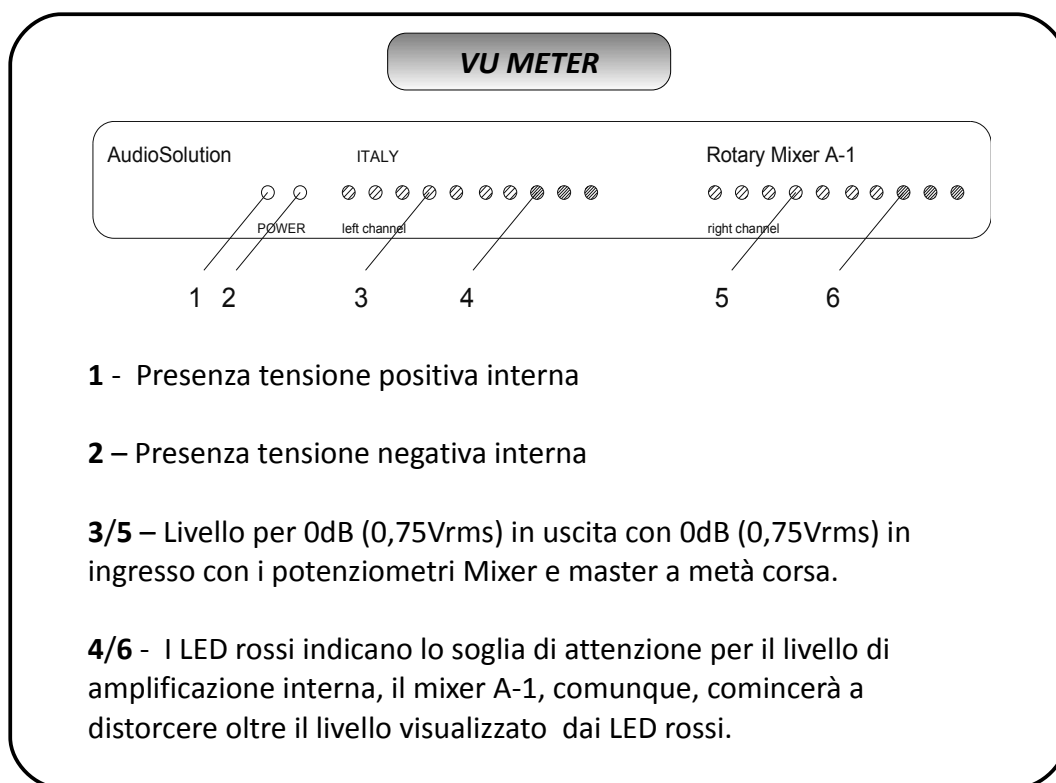 VU METER
AudioSolution ITALY Rotary Mixer A-1
POWER left channel right channel
1 2 3 4 5 6
1 - Presenza tensione positiva interna
2 – Presenza tensione negativa interna
3/5 – Livello per 0dB (0,75Vrms) in uscita con 0dB (0,75Vrms) in
ingresso con i potenziometri Mixer e master a metà corsa.
4/6 - I LED rossi indicano lo soglia di attenzione per il livello di
amplificazione interna, il mixer A-1, comunque, comincerà a
distorcere oltre il livello visualizzato dai LED rossi.